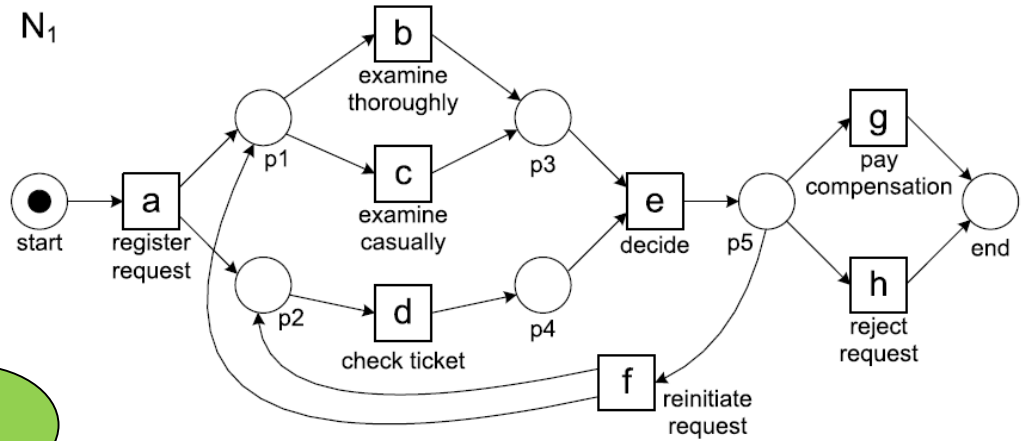 N1
b
examine
thoroughly
p1
p3
g
pay
compensation
c
examine
casually
start
a
register
request
e
decide
p5
end
p2
d
check ticket
p4
h
reject
request
f
reinitiate
request